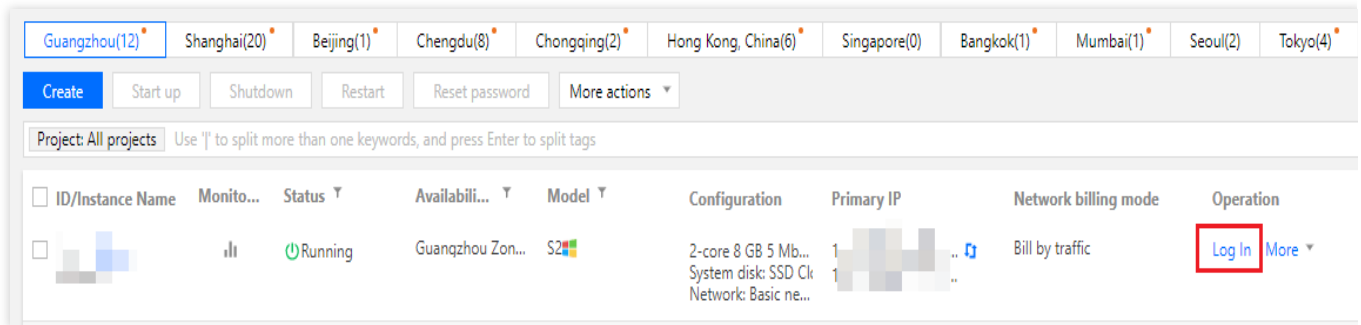 Guangzhou(12) Shanghai(20) Beijing(1) Chengdu(8) Chongqing(2) Hong Kong, China(6) Singapore(0) Bangkok(1) Mumbai(1) Seoul(2) Tokyo(4)
Create Start up Shutdown Restart Reset password More actions
Project: All projects Use '|' to split more than one keywords, and press Enter to split tags
ID/Instance Name Monito... Status Availabili... Model Configuration Primary IP Network billing mode Operation
Running Guangzhou Zon... S2 2-core 8 GB 5 Mb... 1 .. Bill by traffic Log In More
System disk: SSD Clo 1 ..
Network: Basic ne...